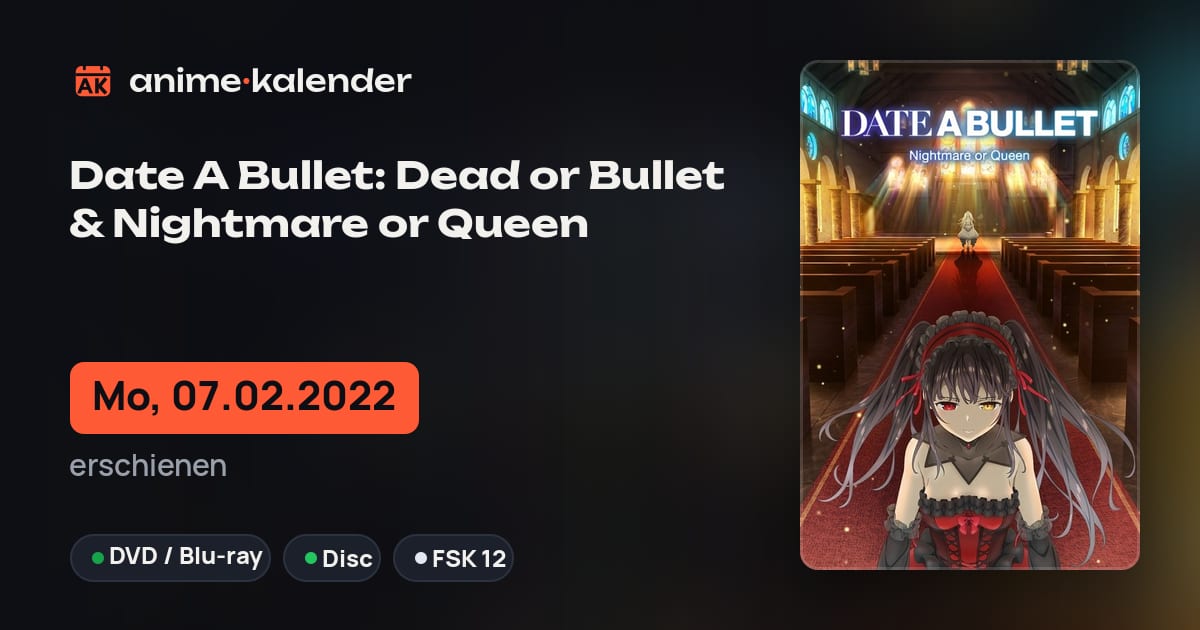 AK
anime·kalender
Date A Bullet: Dead or Bullet
& Nightmare or Queen
Mo, 07.02.2022
erschienen
DVD / Blu-ray
Disc
FSK 12
DATE A BULLET
Nightmare or Queen